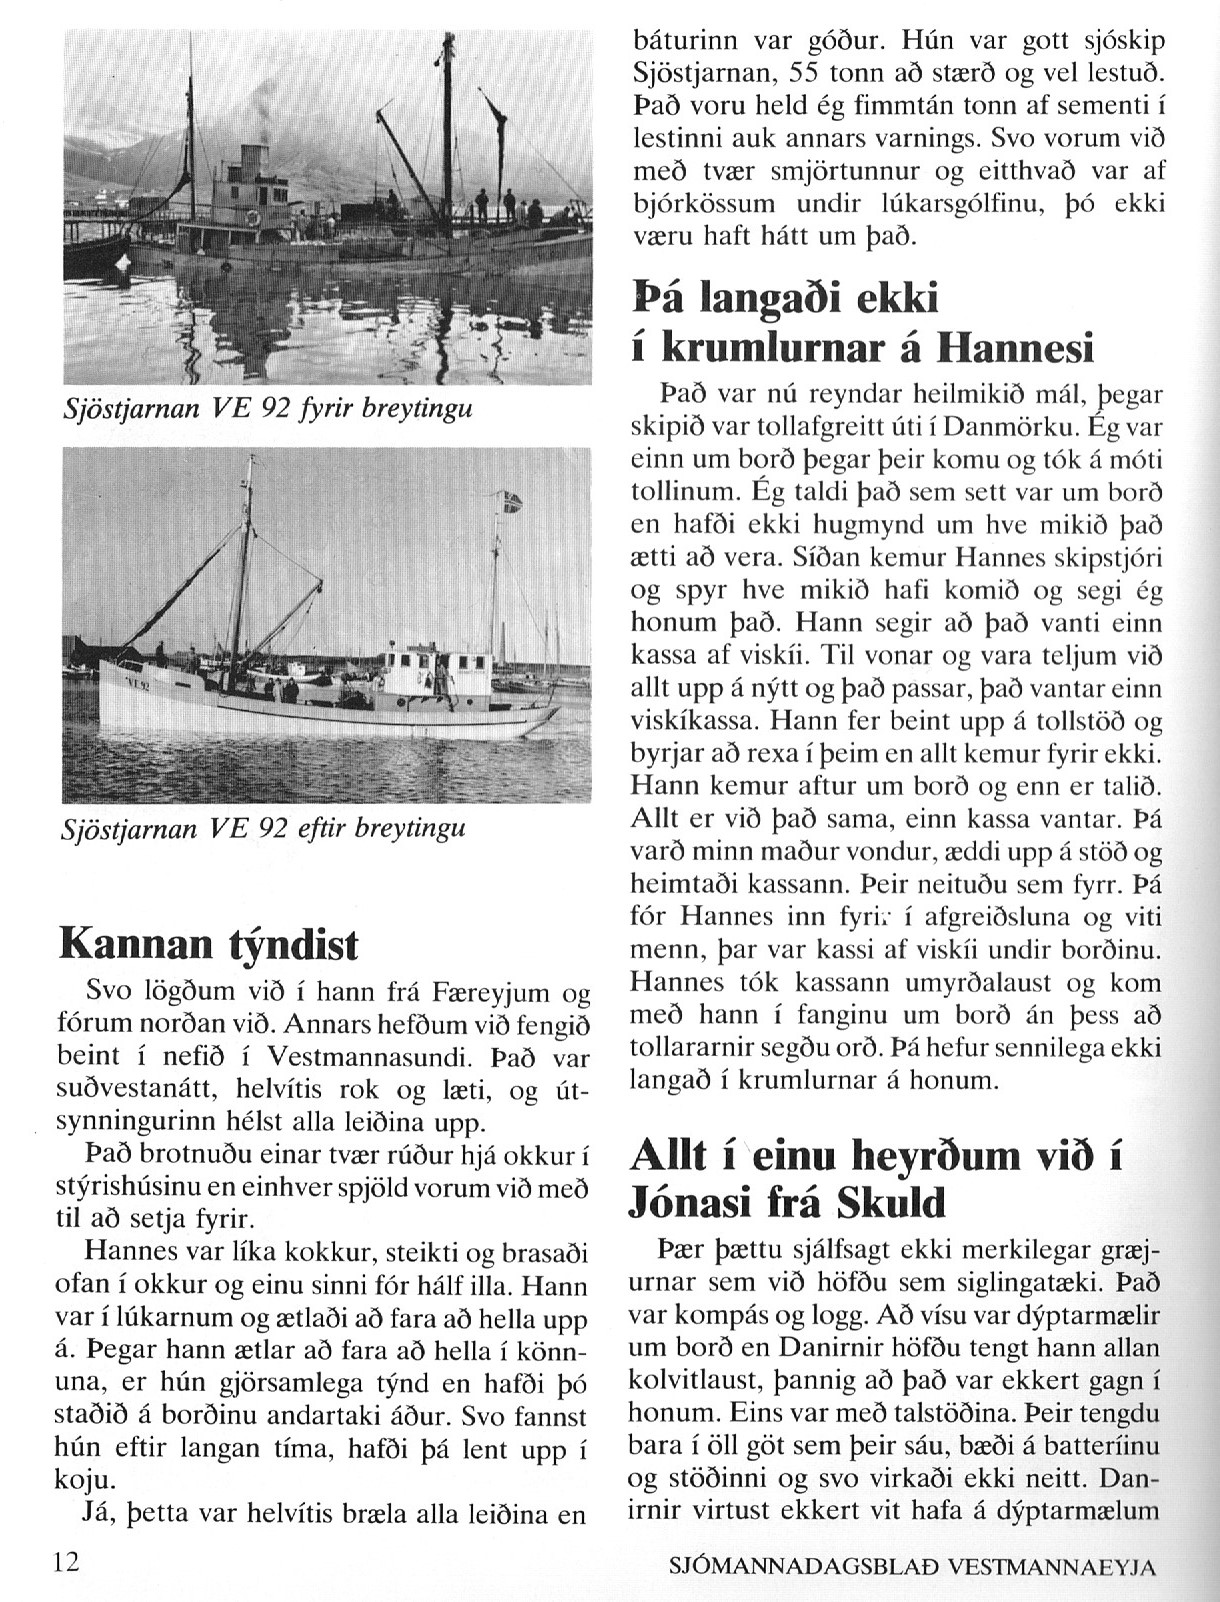 Sjöstjarnan VE 92 fyrir breytingu
VE 92
Sjöstjarnan VE 92 eftir breytingu
Kannan týndist
Svo lögðum við í hann frá Færeyjum og
fórum norðan við. Annars hefðum við fengið
beint í nefið í Vestmannasundi. Það var
suðvestanátt, helvítis rok og læti, og út-
synningurinn hélst alla leiðina upp.
Það brotnuðu einar tvær rúður hjá okkur í
stýrishúsinu en einhver spjöld vorum við með
til að setja fyrir.
Hannes var líka kokkur, steikti og brasaði
ofan í okkur og einu sinni fór hálf illa. Hann
var í lúkarnum og ætlaði að fara að hella upp
á. Þegar hann ætlar að fara að hella í könn-
una, er hún gjörsamlega týnd en hafði þó
staðið á borðinu andartaki áður. Svo fannst
hún eftir langan tíma, hafði þá lent upp í
koju.
Já, þetta var helvítis bræla alla leiðina en
báturinn var góður. Hún var gott sjóskip
Sjöstjarnan, 55 tonn að stærð og vel lestuð.
Það voru held ég fimmtán tonn af sementi í
lestinni auk annars varnings. Svo vorum við
með tvær smjörtunnur og eitthvað var af
bjórkössum undir lúkarsgólfinu, þó ekki
væru haft hátt um það.
Þá langaði ekki
í krumlurnar á Hannesi
Það var nú reyndar heilmikið mál, þegar
skipið var tollafgreitt úti í Danmörku. Ég var
einn um borð þegar þeir komu og tók á móti
tollinum. Ég taldi það sem sett var um borð
en hafði ekki hugmynd um hve mikið það
ætti að vera. Síðan kemur Hannes skipstjóri
og spyr hve mikið hafi komið og segi ég
honum það. Hann segir að það vanti einn
kassa af viskíi. Til vonar og vara teljum við
allt upp á nýtt og það passar, það vantar einn
viskíkassa. Hann fer beint upp á tollstöð og
byrjar að rexa í þeim en allt kemur fyrir ekki.
Hann kemur aftur um borð og enn er talið.
Allt er við það sama, einn kassa vantar. Þá
varð minn maður vondur, æddi upp á stöð og
heimtaði kassann. Þeir neituðu sem fyrr. Þá
fór Hannes inn fyrir í afgreiðsluna og viti
menn, þar var kassi af viskíi undir borðinu.
Hannes tók kassann umyrðalaust og kom
með hann í fanginu um borð án þess að
tollararnir segðu orð. Þá hefur sennilega ekki
langað í krumlurnar á honum.
Allt í einu heyrðum við í
Jónasi frá Skuld
Þær þættu sjálfsagt ekki merkilegar græj-
urnar sem við höfðu sem siglingatæki. Það
var kompás og logg. Að vísu var dýptarmælir
um borð en Danirnir höfðu tengt hann allan
kolvitlaust, þannig að það var ekkert gagn í
honum. Eins var með talstöðina. Þeir tengdu
bara í öll göt sem þeir sáu, bæði á batteríinu
og stöðinni og svo virkaði ekki neitt. Dan-
irnir virtust ekkert vit hafa á dýptarmælum
12
SJÓMANNADAGSBLAÐ VESTMANNAEYJA